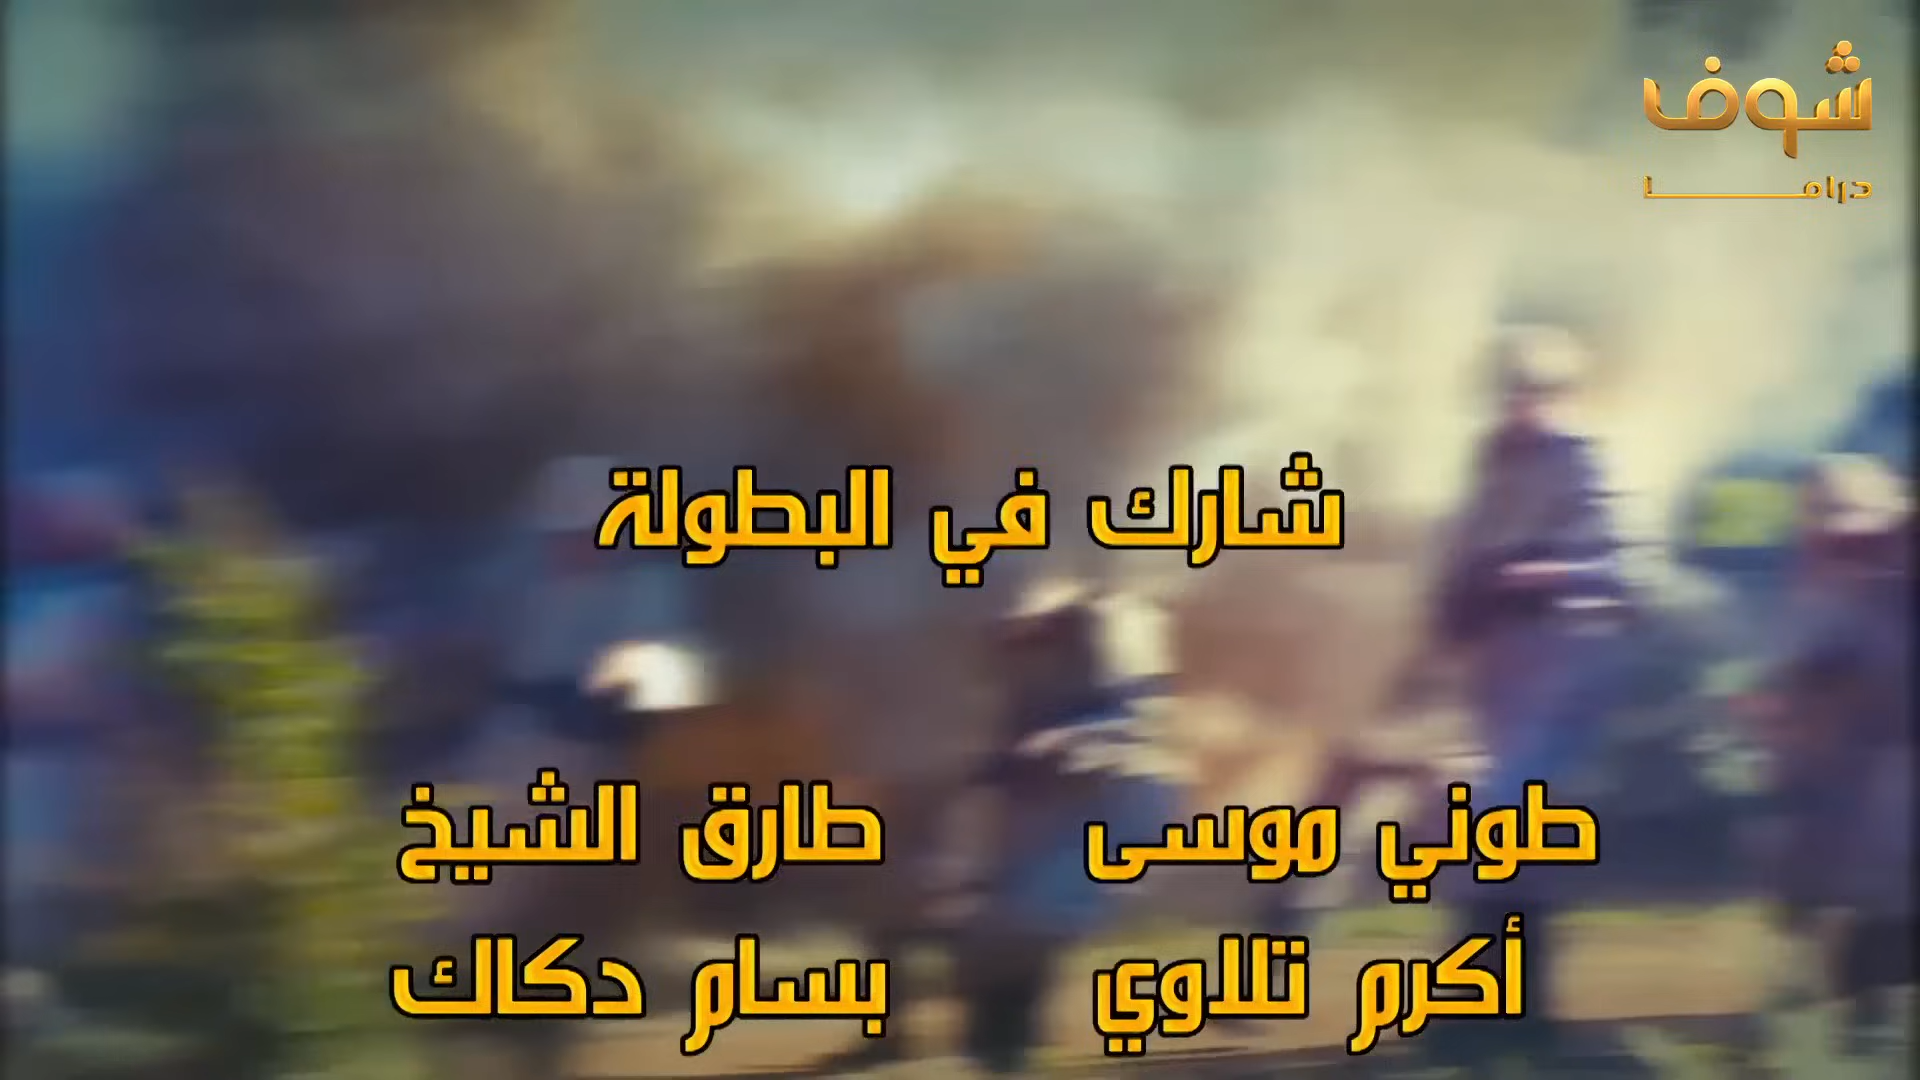 شوف
دراما
شارك في البطولة
طوني موسى طارق الشيخ
أكرم تلاوي بسام دكاك